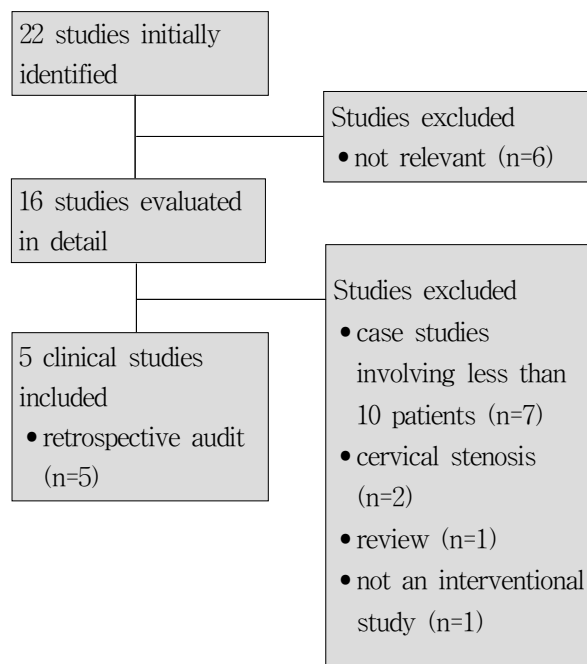 22 studies initially
identified
Studies excluded
• not relevant (n=6)
16 studies evaluated
in detail
Studies excluded
• case studies
involving less than
10 patients (n=7)
• cervical stenosis
(n=2)
• review (n=1)
• not an interventional
study (n=1)
5 clinical studies
included
• retrospective audit
(n=5)